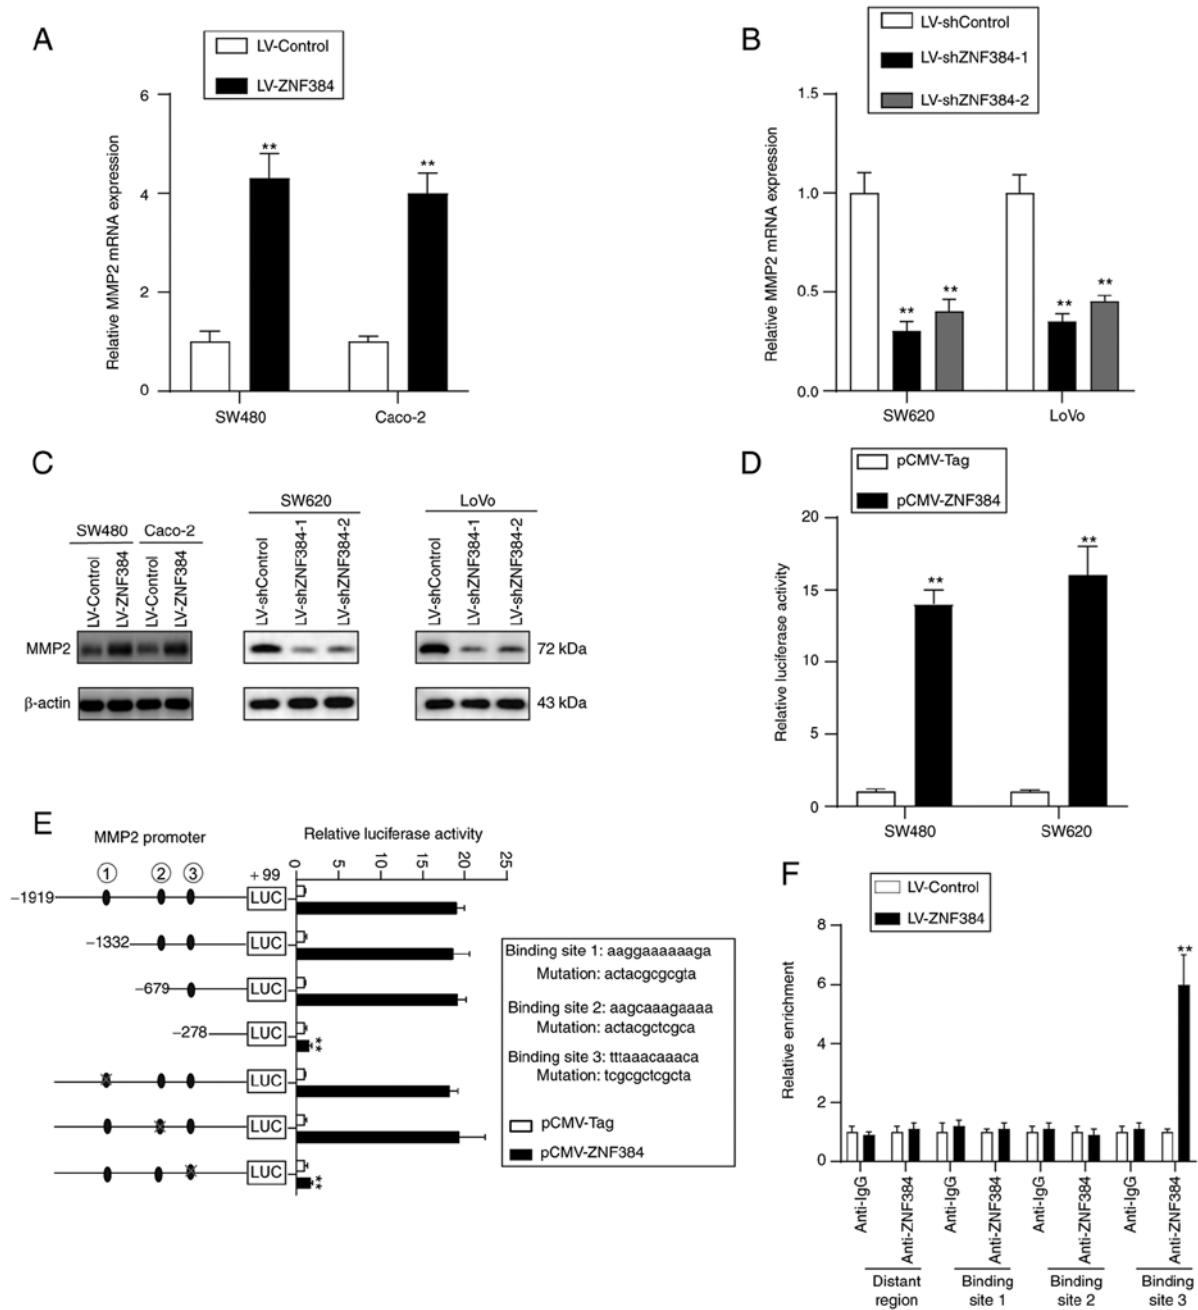 A
LV-Control
LV-ZNF384
Relative MMP2 mRNA expression
6
4
2
0
**
**
SW480
Caco-2
B
LV-shControl
LV-shZNF384-1
LV-shZNF384-2
Relative MMP2 mRNA expression
1.5
1.0
0.5
0.0
**
**
**
**
SW620
LoVo
C
SW480
Caco-2
LV-Control
LV-ZNF384
LV-Control
LV-ZNF384
SW620
LV-shControl
LV-shZNF384-1
LV-shZNF384-2
LoVo
LV-shControl
LV-shZNF384-1
LV-shZNF384-2
MMP2
72 kDa
β-actin
43 kDa
D
pCMV-Tag
pCMV-ZNF384
Relative luciferase activity
20
15
10
5
0
**
**
SW480
SW620
E
MMP2 promoter
Relative luciferase activity
1
2
3
+99
0
5
10
15
20
25
−1919
LUC
−1332
LUC
−679
LUC
−278
LUC
**
LUC
LUC
LUC
**
Binding site 1: aaggaaaaaaga
Mutation: actacgcgcgta
Binding site 2: aagcaaagaaaa
Mutation: actacgctcgca
Binding site 3: tttaaacaaaca
Mutation: tcgcgctcgcta
pCMV-Tag
pCMV-ZNF384
F
LV-Control
LV-ZNF384
Relative enrichment
8
6
4
2
0
**
Anti-IgG
Anti-ZNF384
Anti-IgG
Anti-ZNF384
Anti-IgG
Anti-ZNF384
Anti-IgG
Anti-ZNF384
Distant region
Binding site 1
Binding site 2
Binding site 3